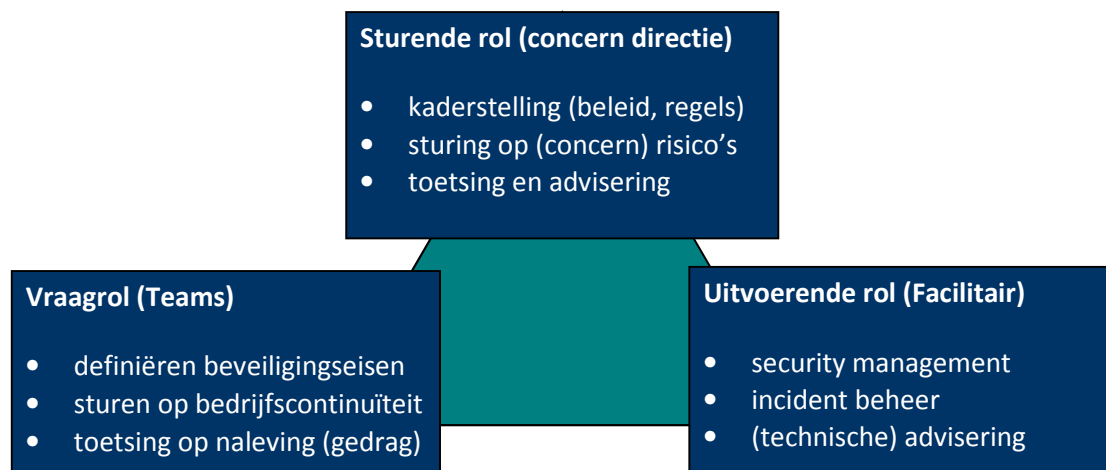 Sturende rol (concern directie)
• kaderstelling (beleid, regels)
• sturing op (concern) risico’s
• toetsing en advisering
Vraagrol (Teams)
• definiëren beveiligingseisen
• sturen op bedrijfscontinuïteit
• toetsing op naleving (gedrag)
Uitvoerende rol (Facilitair)
• security management
• incident beheer
• (technische) advisering